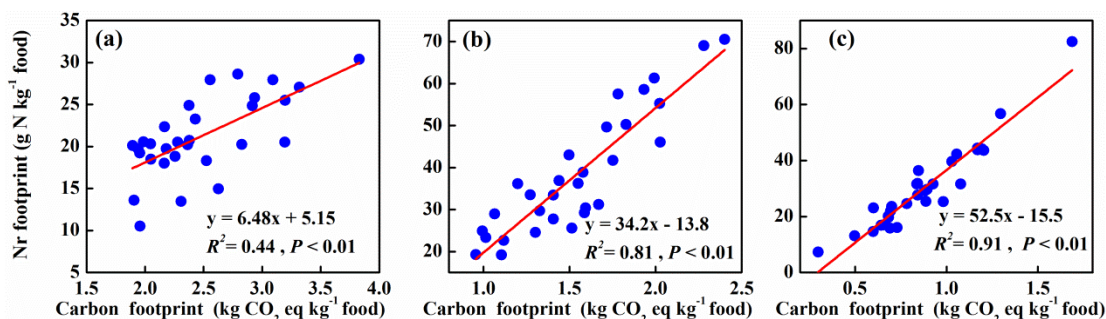 Nr footprint (g N kg⁻¹ food)
35
30
25
20
15
10
5
(a)
y = 6.48x + 5.15
R² = 0.44 , P < 0.01
1.5 2.0 2.5 3.0 3.5 4.0
Carbon footprint (kg CO₂ eq kg⁻¹ food)
70
60
50
40
30
20
(b)
y = 34.2x - 13.8
R² = 0.81 , P < 0.01
1.0 1.5 2.0 2.5
Carbon footprint (kg CO₂ eq kg⁻¹ food)
80
60
40
20
0
(c)
y = 52.5x - 15.5
R² = 0.91 , P < 0.01
0.5 1.0 1.5
Carbon footprint (kg CO₂ eq kg⁻¹ food)